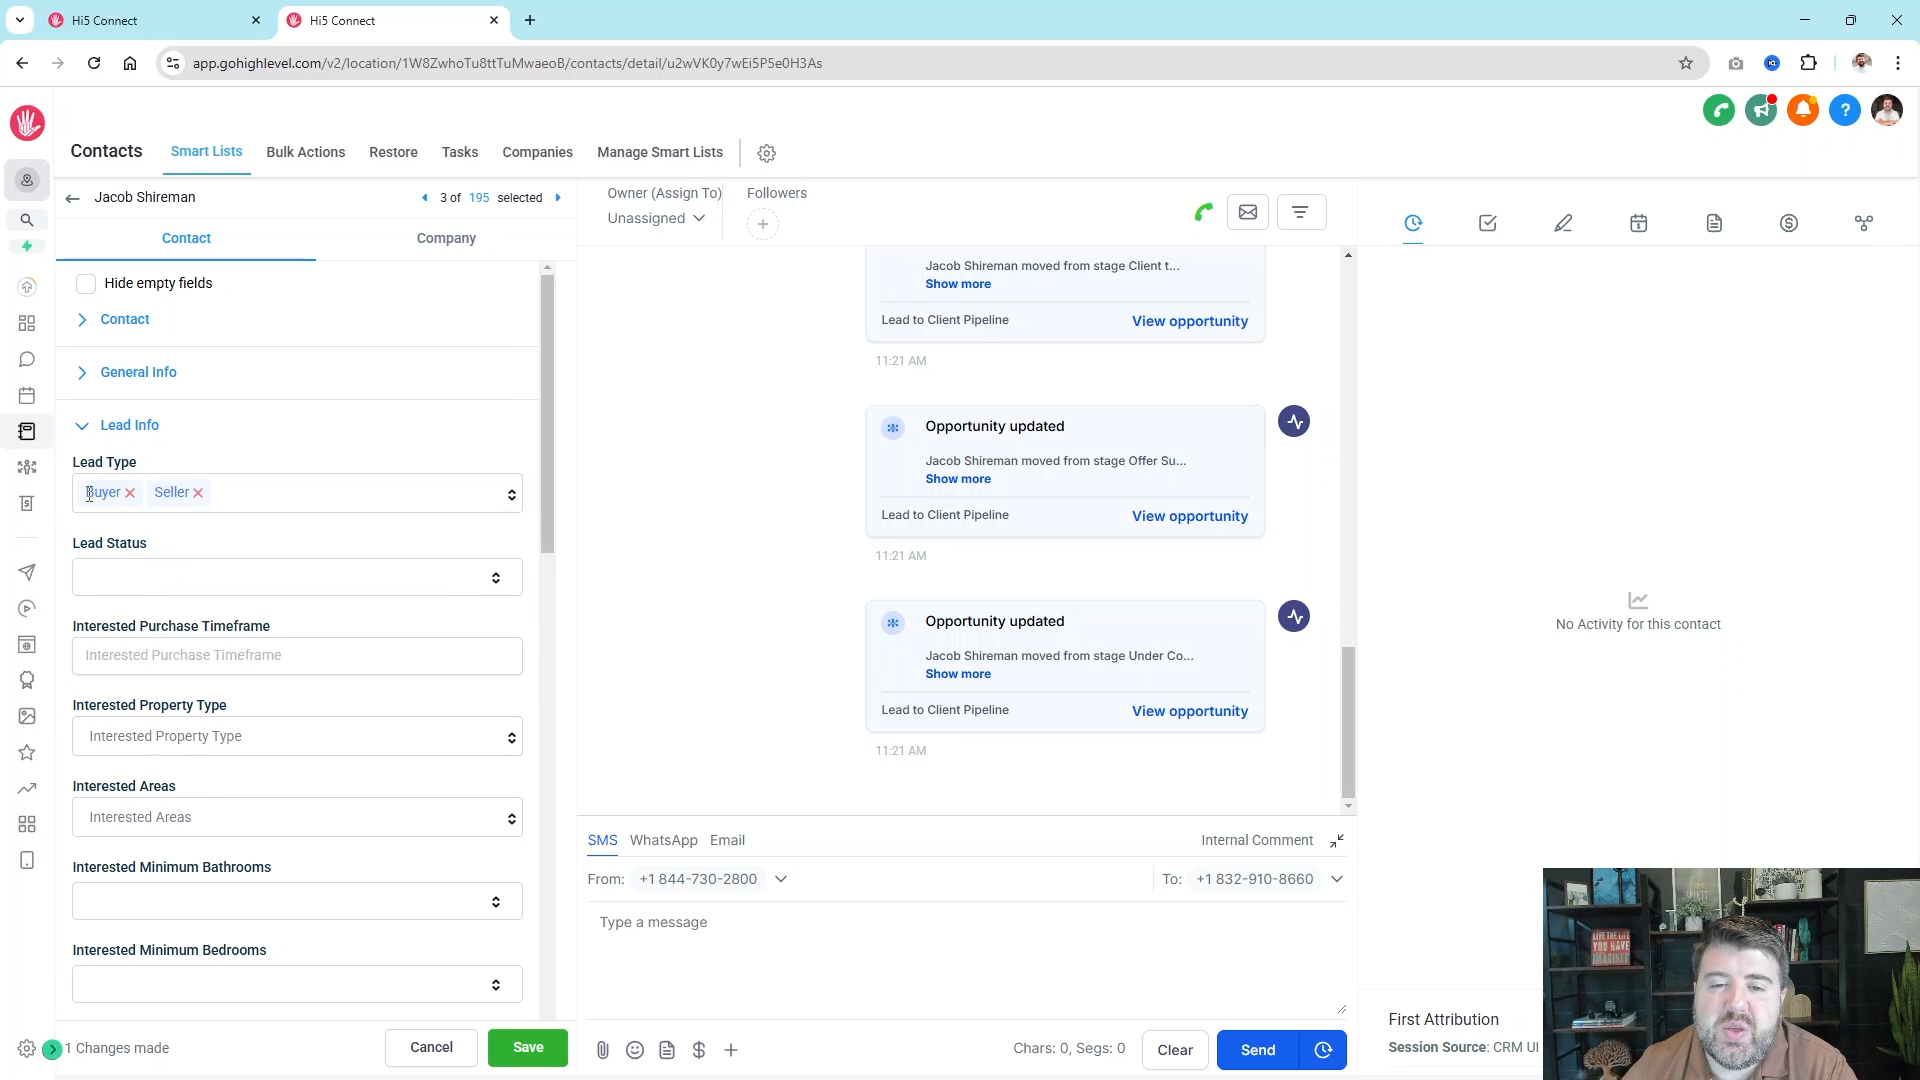 Hi5 Connect
Hi5 Connect
app.gohighlevel.com/v2/location/1W8ZwhoTu8ttTuMwaeoB/contacts/detail/u2wVK0y7wEi5P5e0H3As
Contacts Smart Lists Bulk Actions Restore Tasks Companies Manage Smart Lists
Jacob Shireman
3 of 195 selected
Contact Company
Hide empty fields
Contact
General Info
Lead Info
Lead Type
Buyer Seller
Lead Status
Interested Purchase Timeframe
Interested Purchase Timeframe
Interested Property Type
Interested Property Type
Interested Areas
Interested Areas
Interested Minimum Bathrooms
Interested Minimum Bedrooms
1 Changes made
Cancel Save
Owner (Assign To) Followers
Unassigned
Jacob Shireman moved from stage Client t...
Show more
Lead to Client Pipeline View opportunity
11:21 AM
Opportunity updated
Jacob Shireman moved from stage Offer Su...
Show more
Lead to Client Pipeline View opportunity
11:21 AM
Opportunity updated
Jacob Shireman moved from stage Under Co...
Show more
Lead to Client Pipeline View opportunity
11:21 AM
SMS WhatsApp Email Internal Comment
From: +1 844-730-2800 To: +1 832-910-8660
Type a message
Chars: 0, Segs: 0 Clear Send
No Activity for this contact
First Attribution
Session Source: CRM UI
LIVE THE LIFE
YOU HAVE
IMAGINED